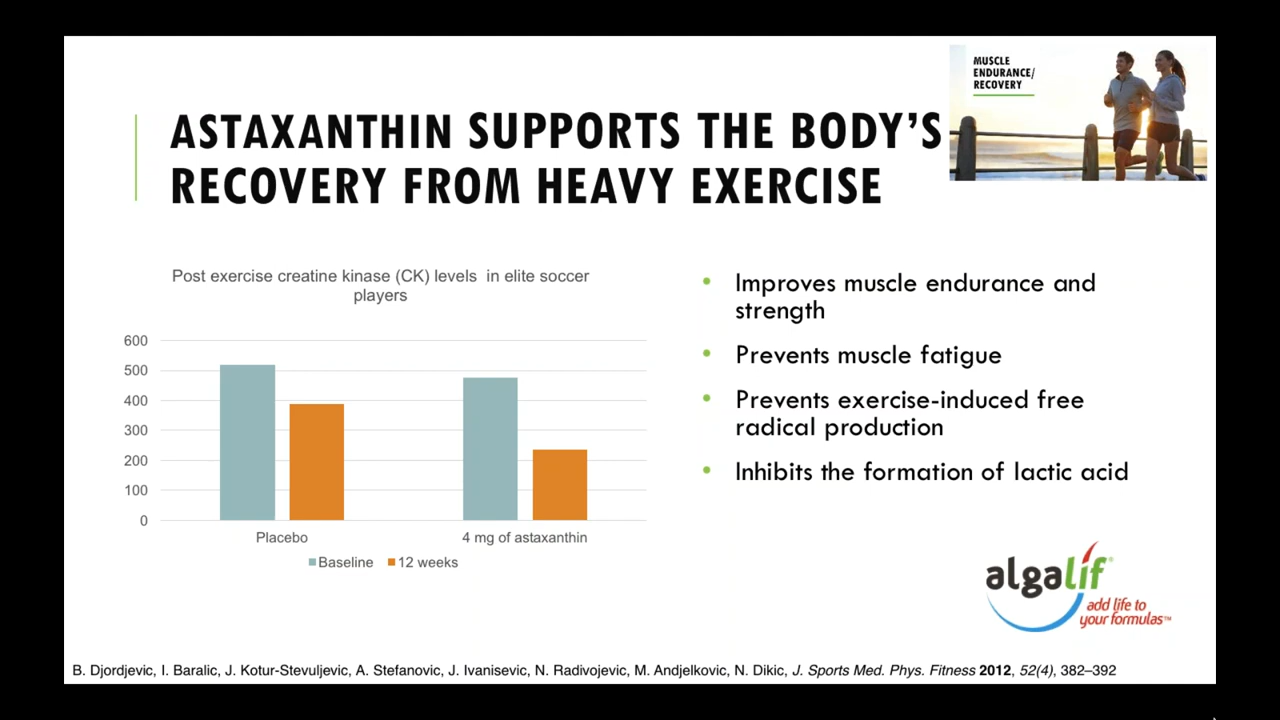 MUSCLE
ENDURANCE/
RECOVERY
ASTAXANTHIN SUPPORTS THE BODY’S
RECOVERY FROM HEAVY EXERCISE
Post exercise creatine kinase (CK) levels in elite soccer
players
600
500
400
300
200
100
0
Placebo
4 mg of astaxanthin
Baseline
12 weeks
• Improves muscle endurance and
strength
• Prevents muscle fatigue
• Prevents exercise-induced free
radical production
• Inhibits the formation of lactic acid
algalif®
add life to
your formulas™
B. Djordjevic, I. Baralic, J. Kotur-Stevuljevic, A. Stefanovic, J. Ivanisevic, N. Radivojevic, M. Andjelkovic, N. Dikic, J. Sports Med. Phys. Fitness 2012, 52(4), 382–392